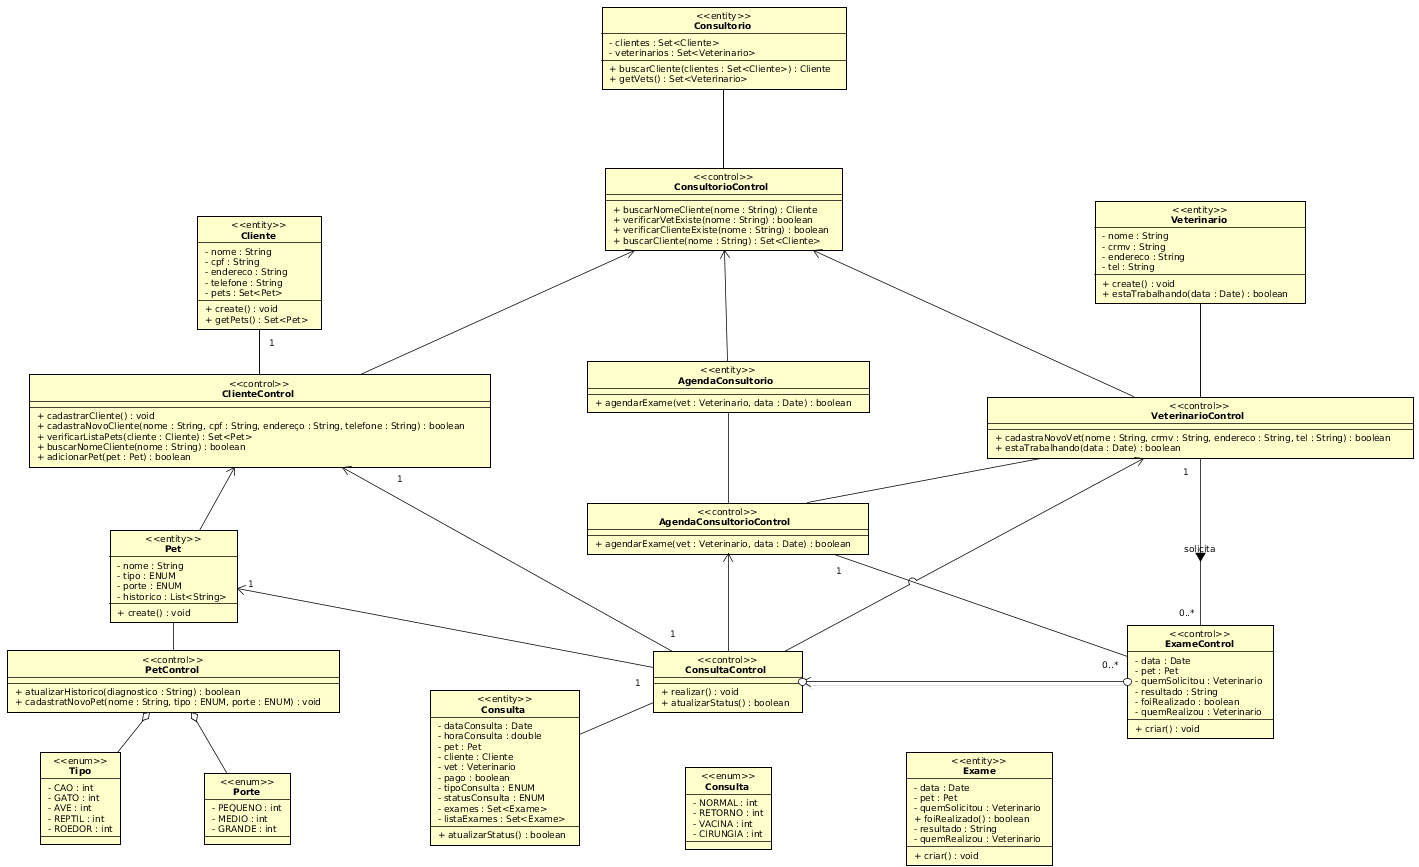 <<entity>>
Consultorio
- clientes : Set<Cliente>
- veterinarios : Set<Veterinario>
+ buscarCliente(clientes : Set<Cliente>) : Cliente
+ getVets() : Set<Veterinario>
<<control>>
ConsultorioControl
+ buscarNomeCliente(nome : String) : Cliente
+ verificarVetExiste(nome : String) : boolean
+ verificarClienteExiste(nome : String) : boolean
+ buscarCliente(nome : String) : Set<Cliente>
<<entity>>
Cliente
- nome : String
- cpf : String
- endereco : String
- telefone : String
- pets : Set<Pet>
+ create() : void
+ getPets() : Set<Pet>
1
<<entity>>
Veterinario
- nome : String
- crmv : String
- endereco : String
- tel : String
+ create() : void
+ estaTrabalhando(data : Date) : boolean
<<control>>
ClienteControl
+ cadastrarCliente() : void
+ cadastraNovoCliente(nome : String, cpf : String, endereço : String, telefone : String) : boolean
+ verificarListaPets(cliente : Cliente) : Set<Pet>
+ buscarNomeCliente(nome : String) : boolean
+ adicionarPet(pet : Pet) : boolean
1
<<entity>>
AgendaConsultorio
+ agendarExame(vet : Veterinario, data : Date) : boolean
<<control>>
VeterinarioControl
+ cadastraNovoVet(nome : String, crmv : String, endereco : String, tel : String) : boolean
+ estaTrabalhando(data : Date) : boolean
1
solicita
0..*
<<control>>
AgendaConsultorioControl
+ agendarExame(vet : Veterinario, data : Date) : boolean
1
0..*
<<entity>>
Pet
- nome : String
- tipo : ENUM
- porte : ENUM
- historico : List<String>
+ create() : void
1
<<control>>
PetControl
+ atualizarHistorico(diagnostico : String) : boolean
+ cadastratNovoPet(nome : String, tipo : ENUM, porte : ENUM) : void
1
1
<<control>>
ConsultaControl
+ realizar() : void
+ atualizarStatus() : boolean
<<control>>
ExameControl
- data : Date
- pet : Pet
- quemSolicitou : Veterinario
- resultado : String
- foiRealizado : boolean
- quemRealizou : Veterinario
+ criar() : void
<<entity>>
Consulta
- dataConsulta : Date
- horaConsulta : double
- pet : Pet
- cliente : Cliente
- vet : Veterinario
- pago : boolean
- tipoConsulta : ENUM
- statusConsulta : ENUM
- exames : Set<Exame>
- listaExames : Set<Exame>
+ atualizarStatus() : boolean
<<enum>>
Tipo
- CAO : int
- GATO : int
- AVE : int
- REPTIL : int
- ROEDOR : int
<<enum>>
Porte
- PEQUENO : int
- MEDIO : int
- GRANDE : int
<<enum>>
Consulta
- NORMAL : int
- RETORNO : int
- VACINA : int
- CIRUNGIA : int
<<entity>>
Exame
- data : Date
- pet : Pet
- quemSolicitou : Veterinario
+ foiRealizado() : boolean
- resultado : String
- quemRealizou : Veterinario
+ criar() : void